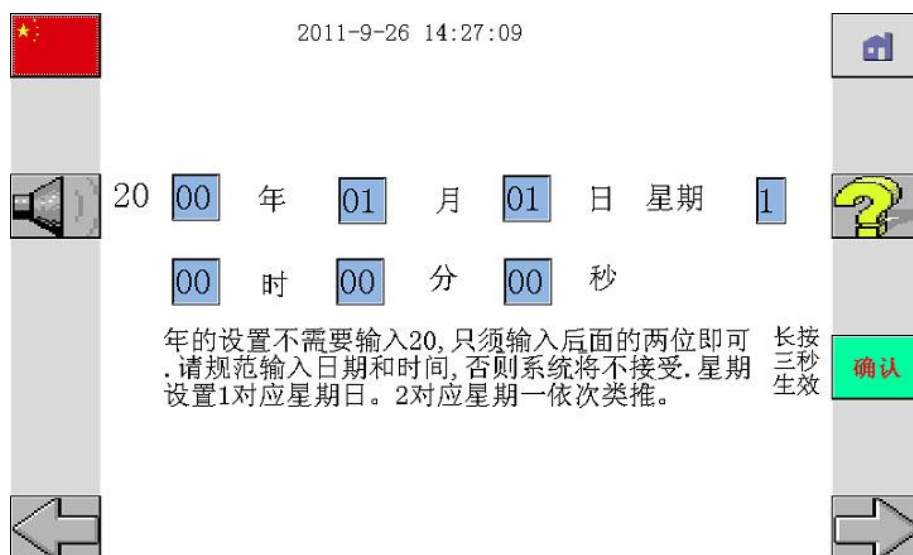 2011-9-26 14:27:09
20 00 年 01 月 01 日 星期 1
00 时 00 分 00 秒
年的设置不需要输入20,只须输入后面的两位即可
.请规范输入日期和时间,否则系统将不接受.星期
设置1对应星期日。2对应星期一依次类推。
长按
三秒
生效
确认